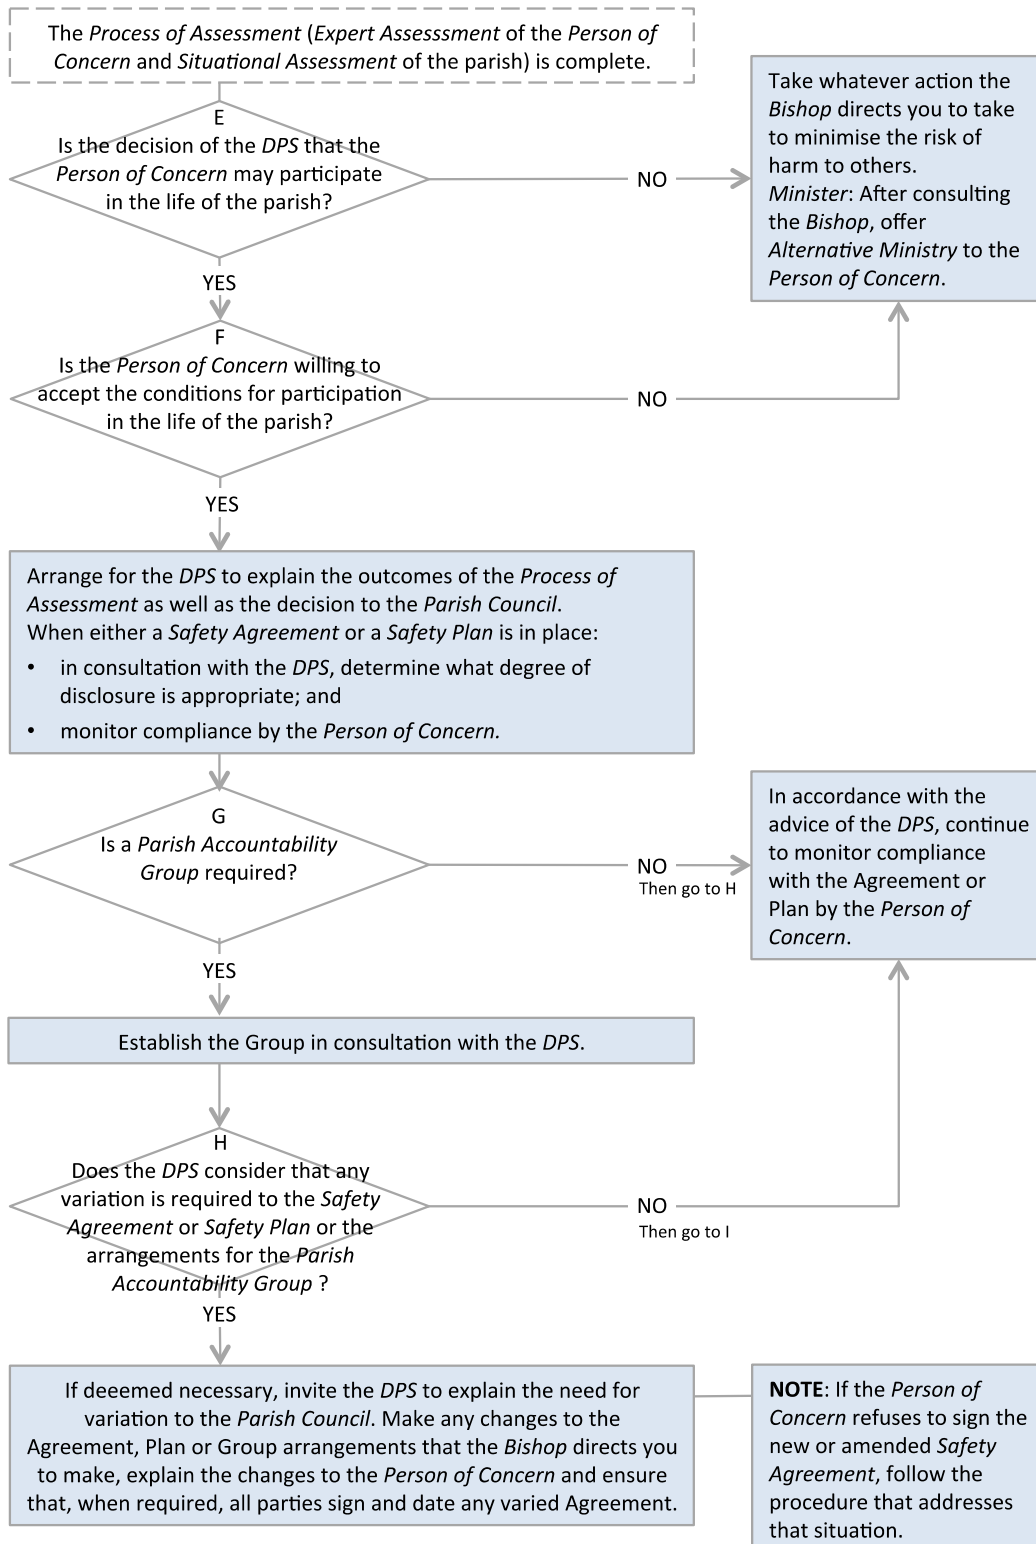 The Process of Assessment (Expert Assesssment of the Person of
Concern and Situational Assessment of the parish) is complete.
E
Is the decision of the DPS that the
Person of Concern may participate
in the life of the parish?
NO
Take whatever action the
Bishop directs you to take
to minimise the risk of
harm to others.
Minister: After consulting
the Bishop, offer
Alternative Ministry to the
Person of Concern.
YES
F
Is the Person of Concern willing to
accept the conditions for participation
in the life of the parish?
NO
YES
Arrange for the DPS to explain the outcomes of the Process of
Assessment as well as the decision to the Parish Council.
When either a Safety Agreement or a Safety Plan is in place:
• in consultation with the DPS, determine what degree of
disclosure is appropriate; and
• monitor compliance by the Person of Concern.
G
Is a Parish Accountability
Group required?
NO
Then go to H
In accordance with the
advice of the DPS, continue
to monitor compliance
with the Agreement or
Plan by the Person of
Concern.
YES
Establish the Group in consultation with the DPS.
H
Does the DPS consider that any
variation is required to the Safety
Agreement or Safety Plan or the
arrangements for the Parish
Accountability Group ?
NO
Then go to I
YES
If deeemed necessary, invite the DPS to explain the need for
variation to the Parish Council. Make any changes to the
Agreement, Plan or Group arrangements that the Bishop directs you
to make, explain the changes to the Person of Concern and ensure
that, when required, all parties sign and date any varied Agreement.
NOTE: If the Person of
Concern refuses to sign the
new or amended Safety
Agreement, follow the
procedure that addresses
that situation.